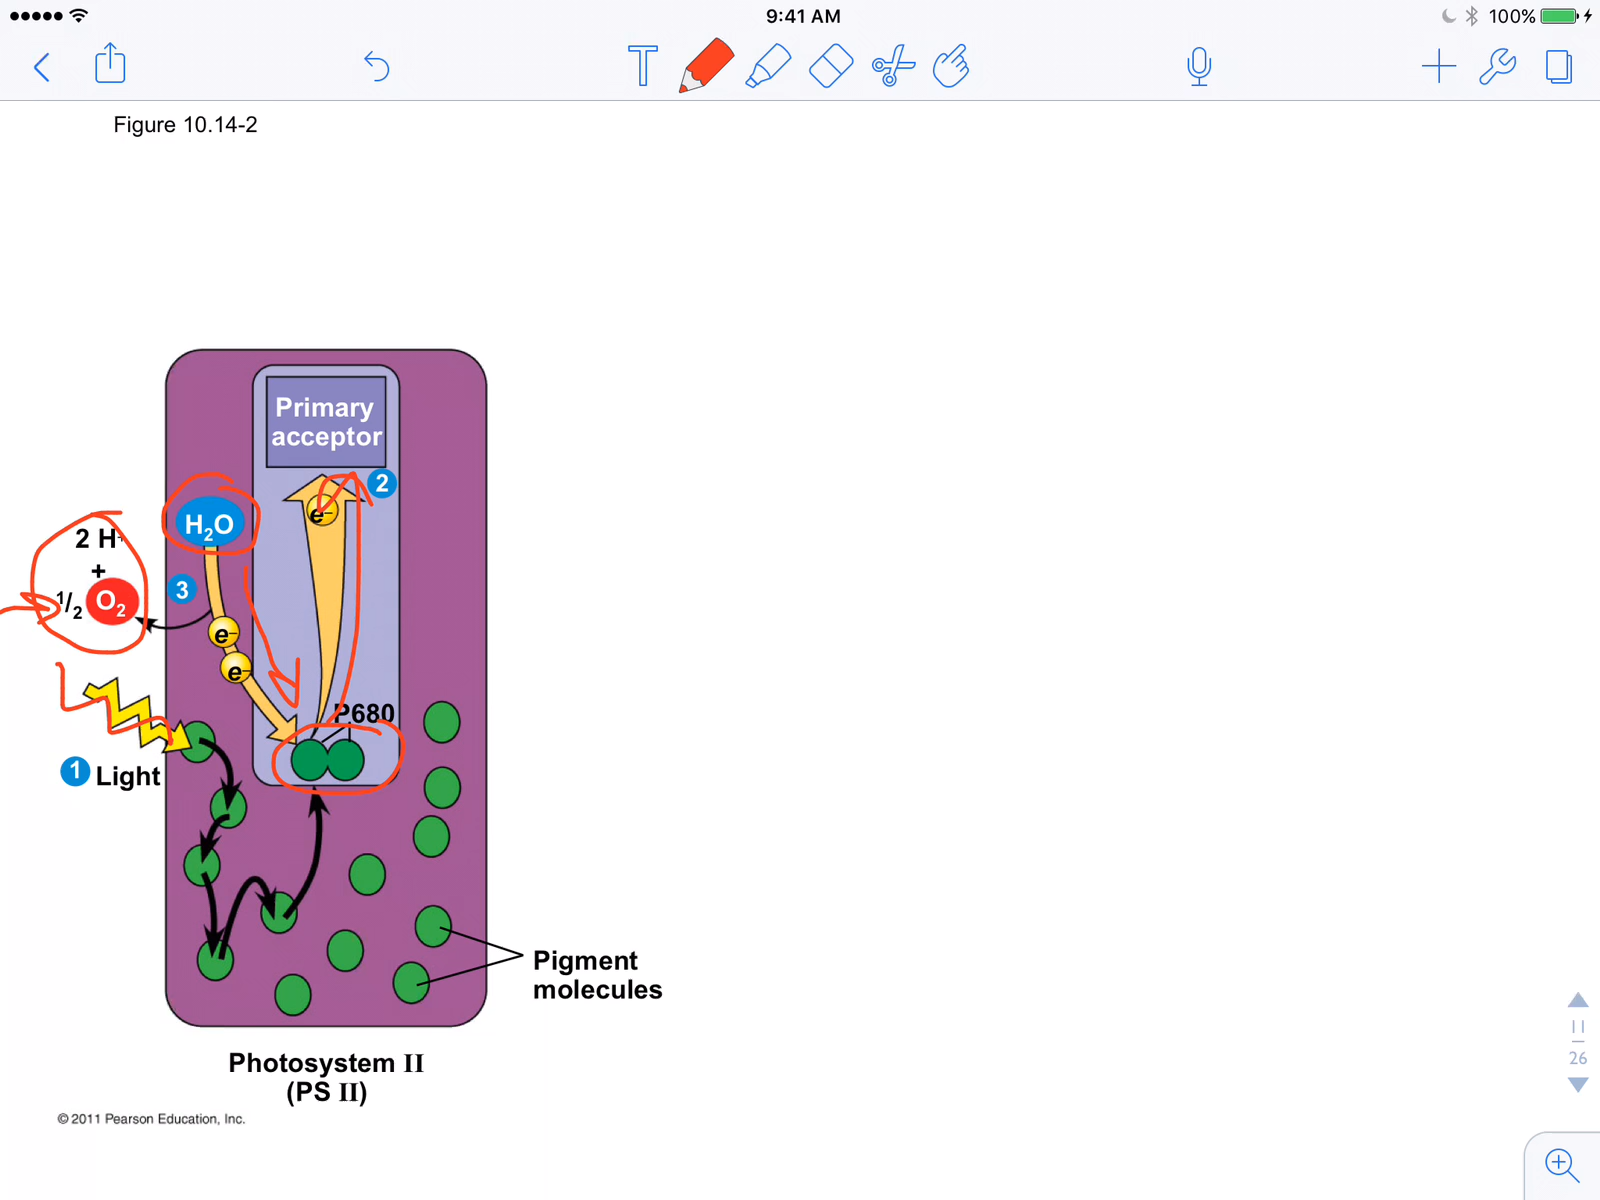 9:41 AM
100%
T
Figure 10.14-2
Primary
acceptor
2
e−
H₂O
2 H+
+
1/2 O₂
3
e−
e−
P680
1 Light
Pigment
molecules
Photosystem II
(PS II)
© 2011 Pearson Education, Inc.
11
26